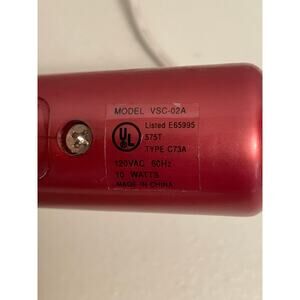 MODEL VSC-02A
UL
Listed E65995
575T
TYPE C73A
120VAC 60Hz
10 WATTS
MADE IN CHINA